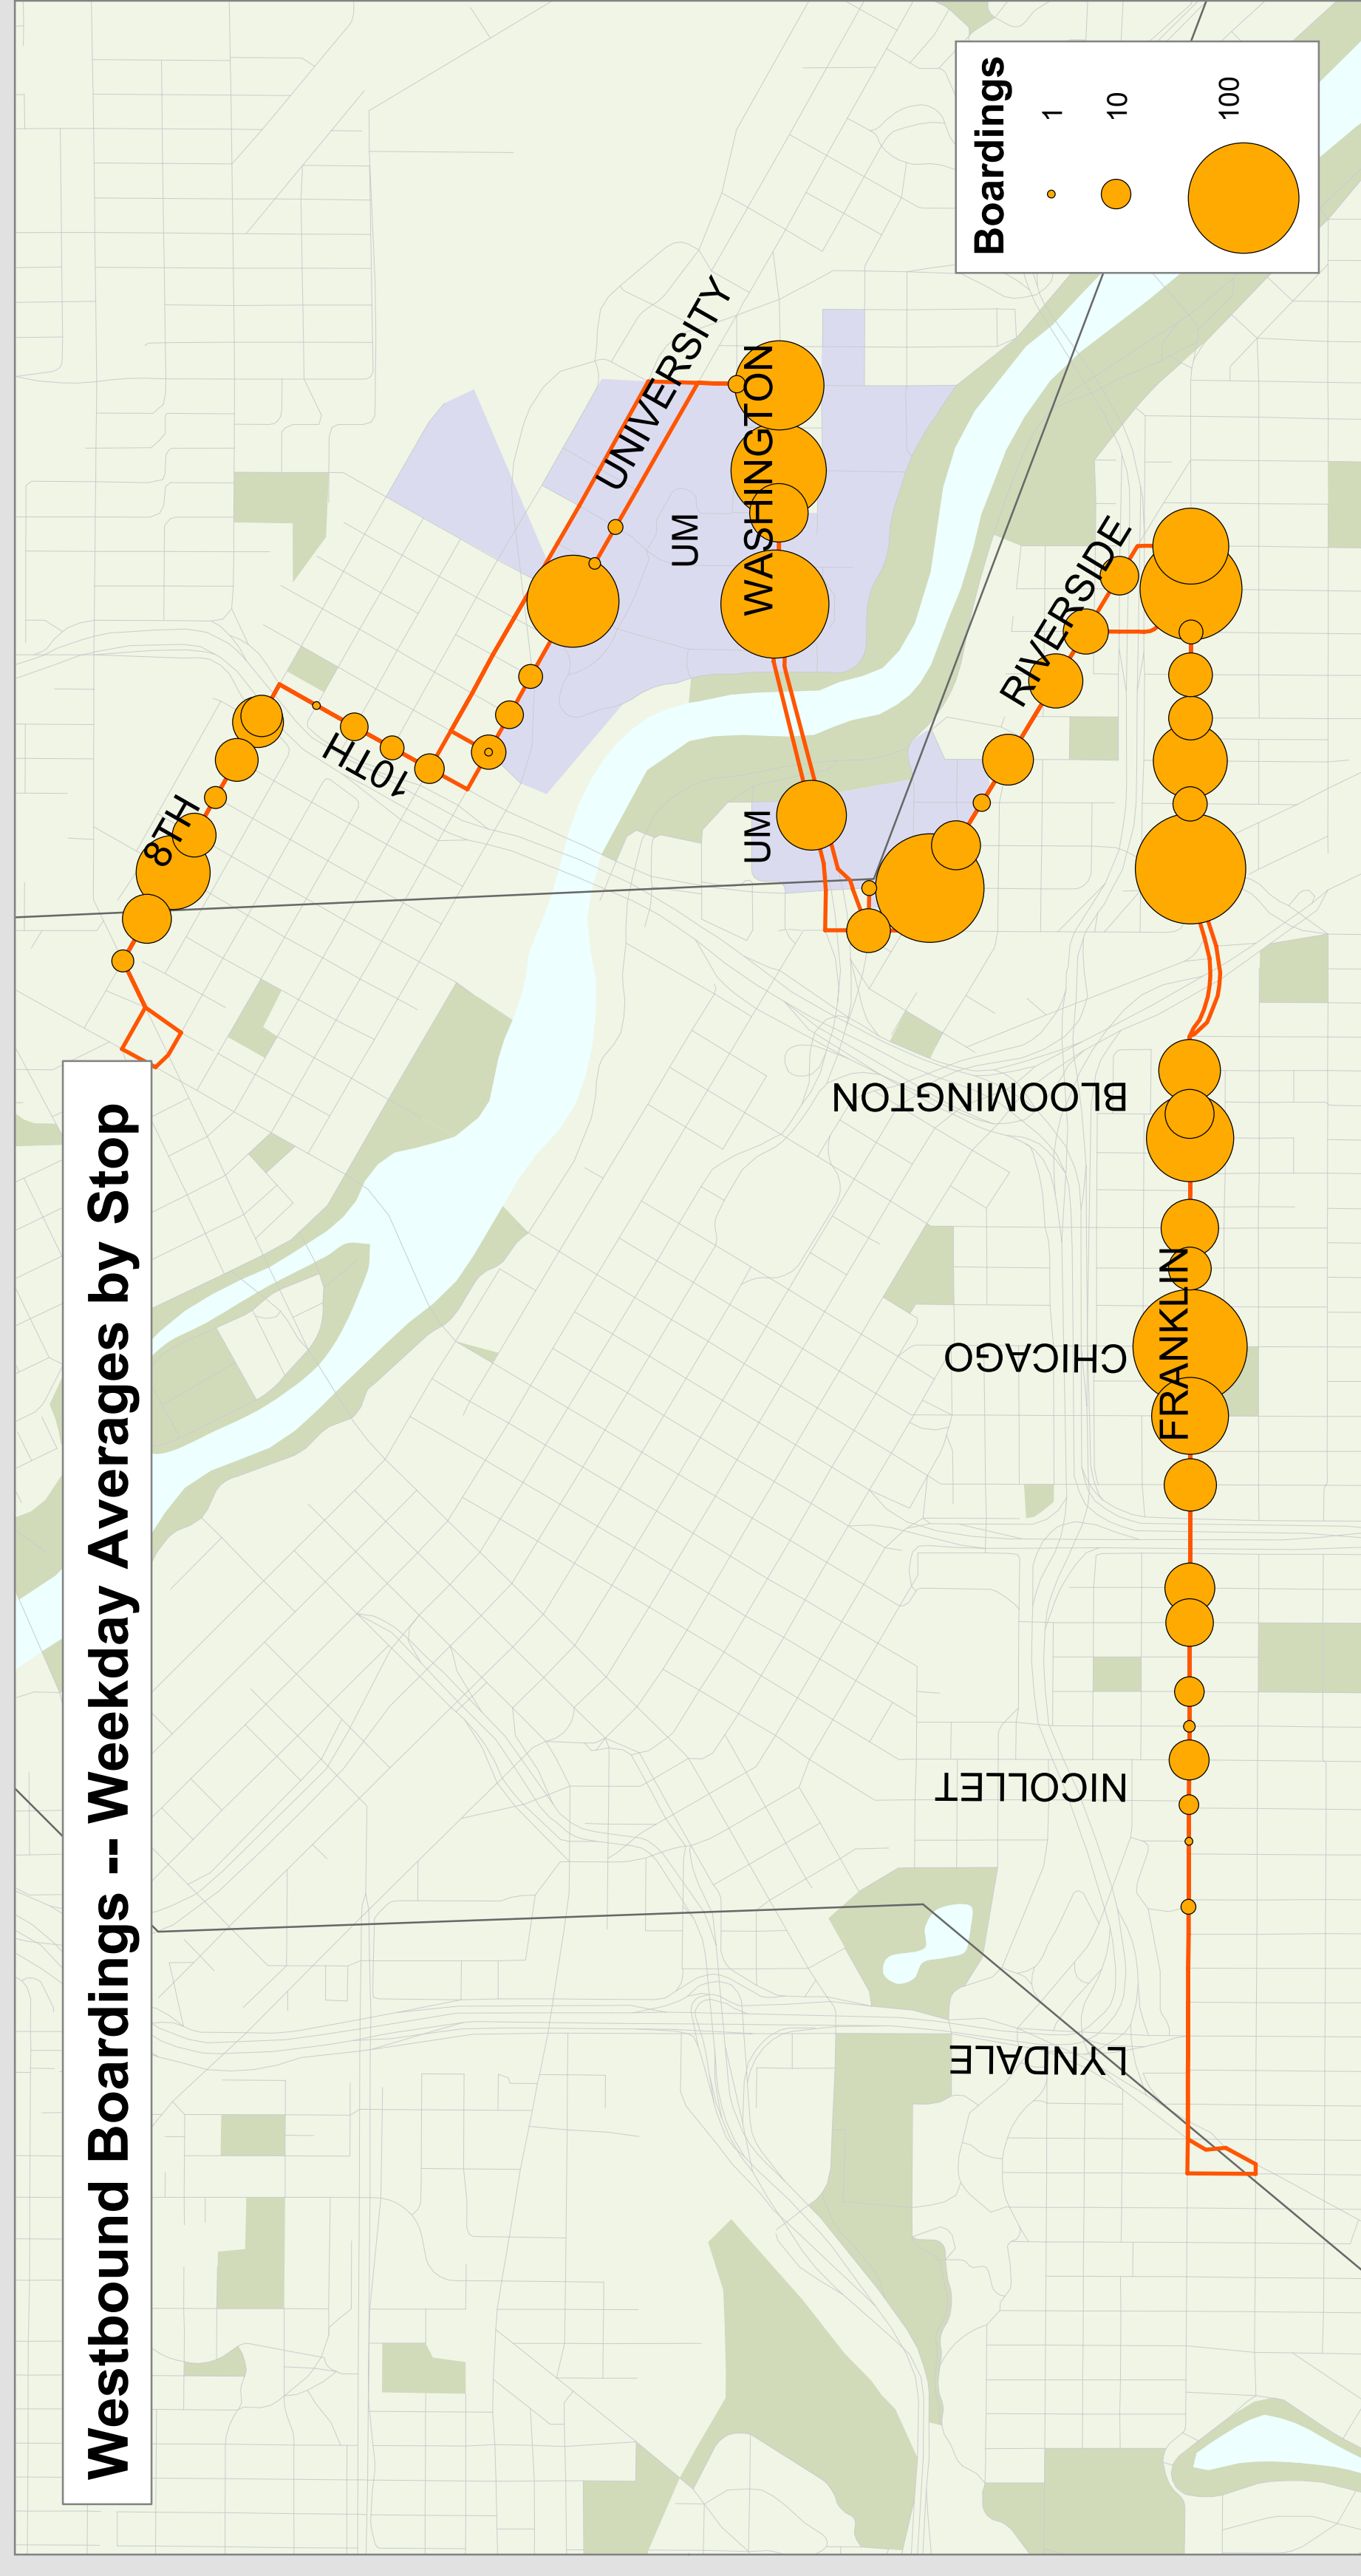 Westbound Boardings -- Weekday Averages by Stop
8TH
10TH
UNIVERSITY
UM
WASHINGTON
UM
RIVERSIDE
BLOOMINGTON
CHICAGO
FRANKLIN
NICOLLET
LYNDALE
Boardings
1
10
100